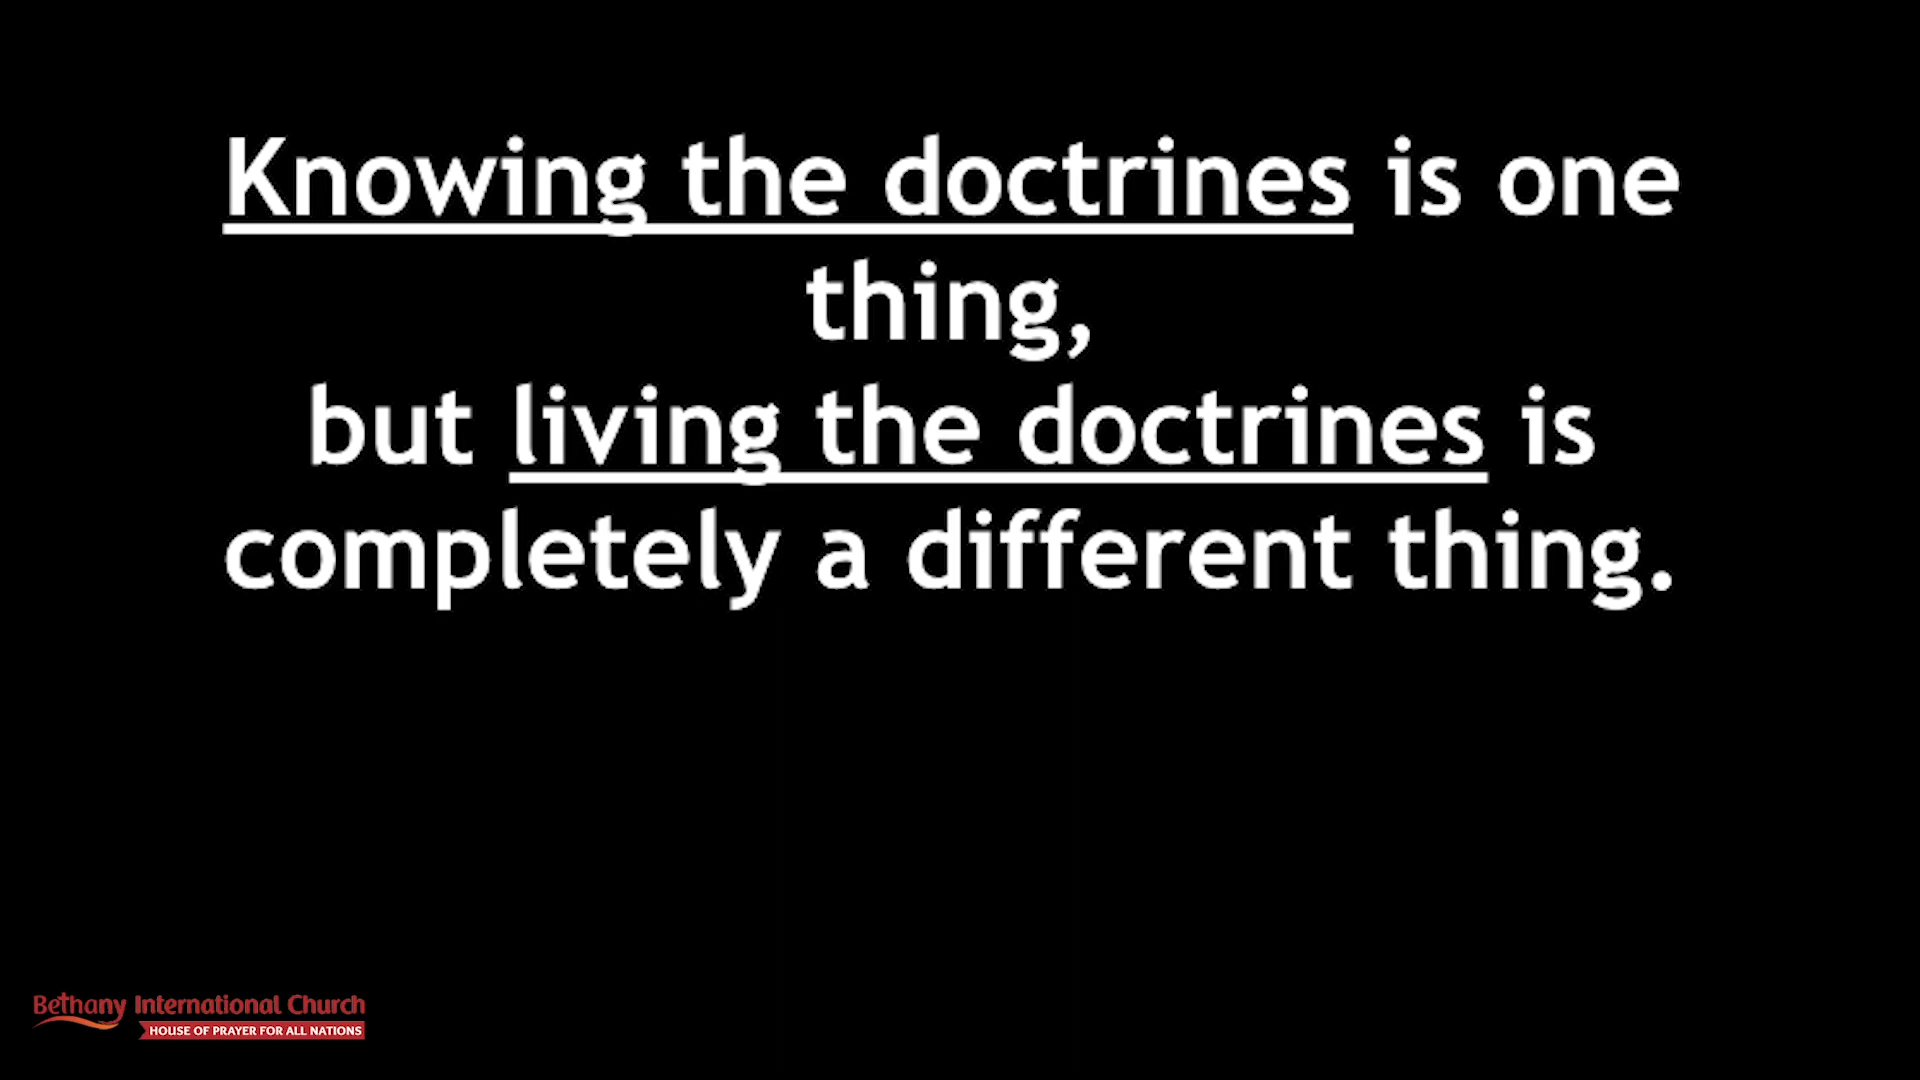 Knowing the doctrines is one
thing,
but living the doctrines is
completely a different thing.
Bethany International Church
HOUSE OF PRAYER FOR ALL NATIONS